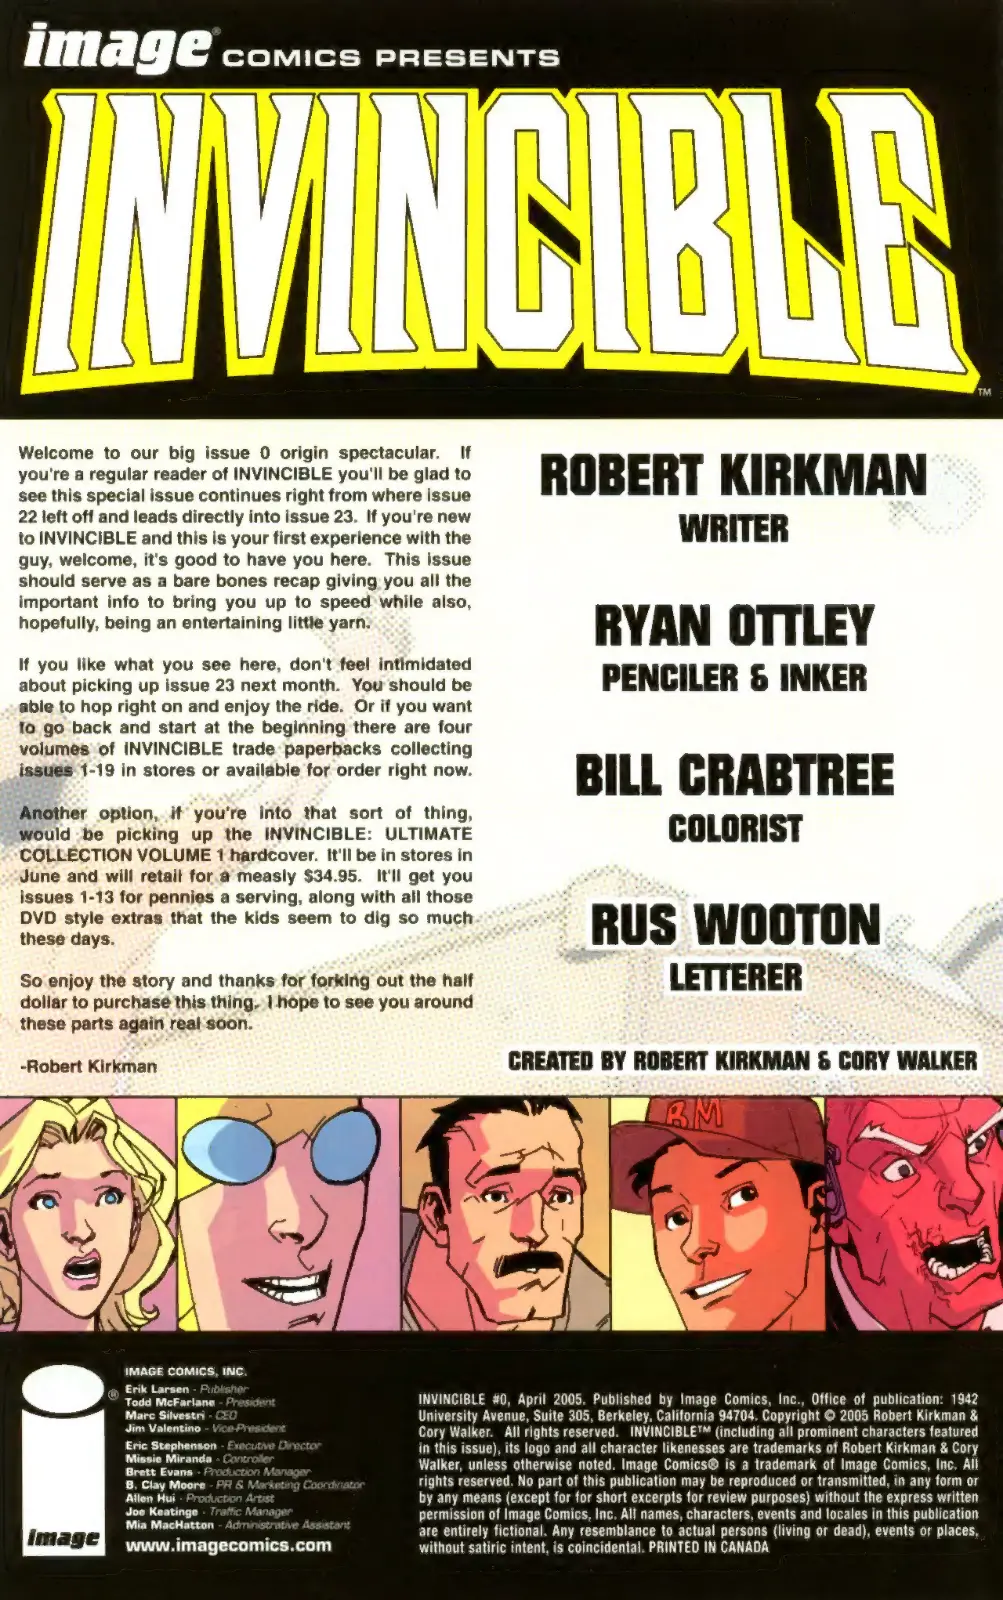 image® COMICS PRESENTS
INVINCIBLE™
Welcome to our big issue 0 origin spectacular. If
you're a regular reader of INVINCIBLE you'll be glad to
see this special issue continues right from where issue
22 left off and leads directly into issue 23. If you're new
to INVINCIBLE and this is your first experience with the
guy, welcome, it's good to have you here. This issue
should serve as a bare bones recap giving you all the
important info to bring you up to speed while also,
hopefully, being an entertaining little yarn.
If you like what you see here, don't feel intimidated
about picking up issue 23 next month. You should be
able to hop right on and enjoy the ride. Or if you want
to go back and start at the beginning there are four
volumes of INVINCIBLE trade paperbacks collecting
issues 1-19 in stores or available for order right now.
Another option, if you're into that sort of thing,
would be picking up the INVINCIBLE: ULTIMATE
COLLECTION VOLUME 1 hardcover. It'll be in stores in
June and will retail for a measly $34.95. It'll get you
issues 1-13 for pennies a serving, along with all those
DVD style extras that the kids seem to dig so much
these days.
So enjoy the story and thanks for forking out the half
dollar to purchase this thing. I hope to see you around
these parts again real soon.
-Robert Kirkman
ROBERT KIRKMAN
WRITER
RYAN OTTLEY
PENCILER & INKER
BILL CRABTREE
COLORIST
RUS WOOTON
LETTERER
CREATED BY ROBERT KIRKMAN & CORY WALKER
BM
image
®
IMAGE COMICS, INC.
Erik Larsen - Publisher
Todd McFarlane - President
Marc Silvestri - CEO
Jim Valentino - Vice-President
Eric Stephenson - Executive Director
Missie Miranda - Controller
Brett Evans - Production Manager
B. Clay Moore - PR & Marketing Coordinator
Allen Hui - Production Artist
Joe Keatinge - Traffic Manager
Mia MacHatton - Administrative Assistant
www.imagecomics.com
INVINCIBLE #0, April 2005. Published by Image Comics, Inc., Office of publication: 1942
University Avenue, Suite 305, Berkeley, California 94704. Copyright © 2005 Robert Kirkman &
Cory Walker. All rights reserved. INVINCIBLE™ (including all prominent characters featured
in this issue), its logo and all character likenesses are trademarks of Robert Kirkman & Cory
Walker, unless otherwise noted. Image Comics® is a trademark of Image Comics, Inc. All
rights reserved. No part of this publication may be reproduced or transmitted, in any form or
by any means (except for for short excerpts for review purposes) without the express written
permission of Image Comics, Inc. All names, characters, events and locales in this publication
are entirely fictional. Any resemblance to actual persons (living or dead), events or places,
without satiric intent, is coincidental. PRINTED IN CANADA